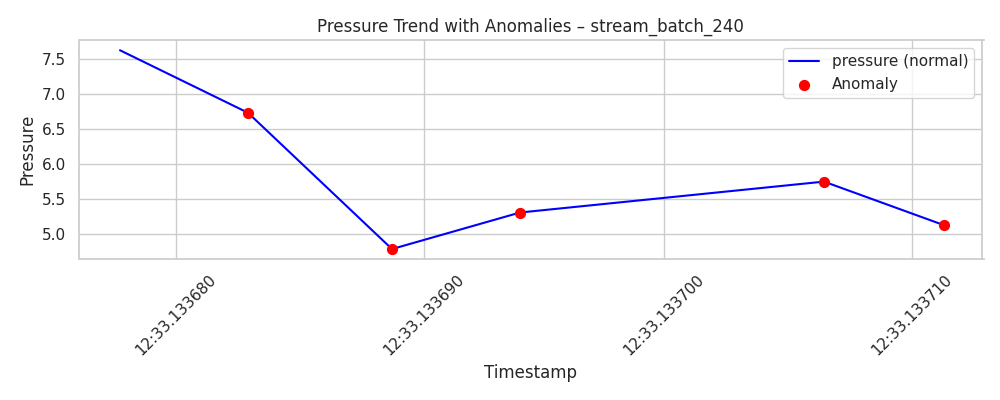 Pressure Trend with Anomalies – stream_batch_240
pressure (normal)
Anomaly
Pressure
7.5
7.0
6.5
6.0
5.5
5.0
12:33.133680
12:33.133690
12:33.133700
12:33.133710
Timestamp